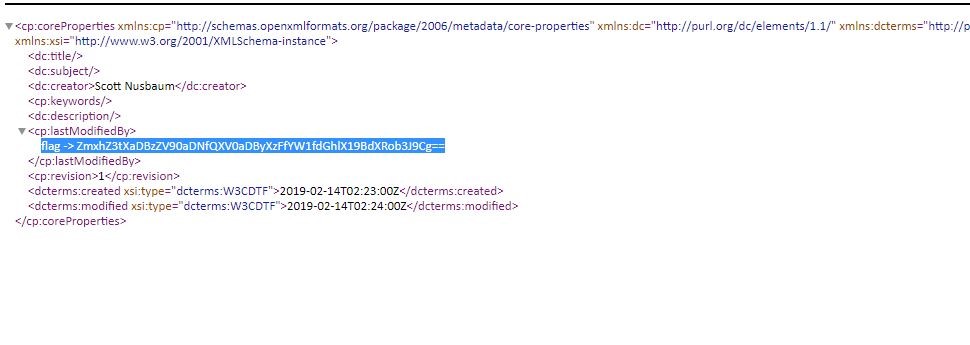 <cp:coreProperties xmlns:cp="http://schemas.openxmlformats.org/package/2006/metadata/core-properties" xmlns:dc="http://purl.org/dc/elements/1.1/" xmlns:dcterms="http://p
xmlns:xsi="http://www.w3.org/2001/XMLSchema-instance">
<dc:title/>
<dc:subject/>
<dc:creator>Scott Nusbaum</dc:creator>
<cp:keywords/>
<dc:description/>
<cp:lastModifiedBy>
flag -> ZmxhZ3tXaDBzZV90aDNfQXV0aDByXzFfYW1fdGhlX19BdXRob3J9Cg==
</cp:lastModifiedBy>
<cp:revision>1</cp:revision>
<dcterms:created xsi:type="dcterms:W3CDTF">2019-02-14T02:23:00Z</dcterms:created>
<dcterms:modified xsi:type="dcterms:W3CDTF">2019-02-14T02:24:00Z</dcterms:modified>
</cp:coreProperties>